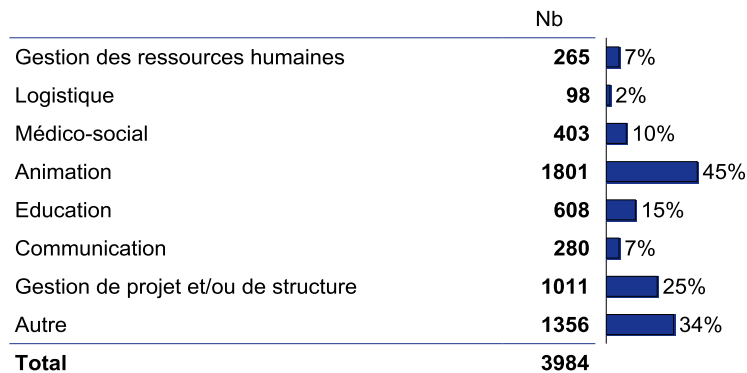 Nb
Gestion des ressources humaines 265 7%
Logistique 98 2%
Médico-social 403 10%
Animation 1801 45%
Education 608 15%
Communication 280 7%
Gestion de projet et/ou de structure 1011 25%
Autre 1356 34%
Total 3984